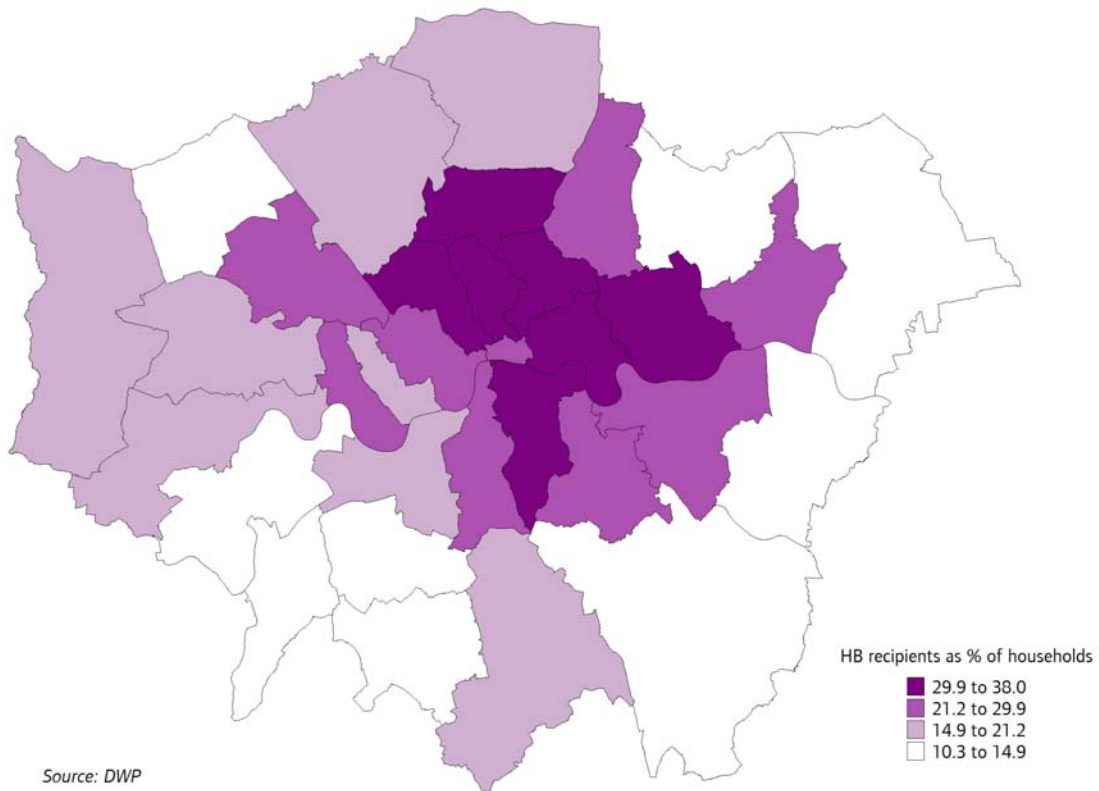 HB recipients as % of households
29.9 to 38.0
21.2 to 29.9
14.9 to 21.2
10.3 to 14.9
Source: DWP